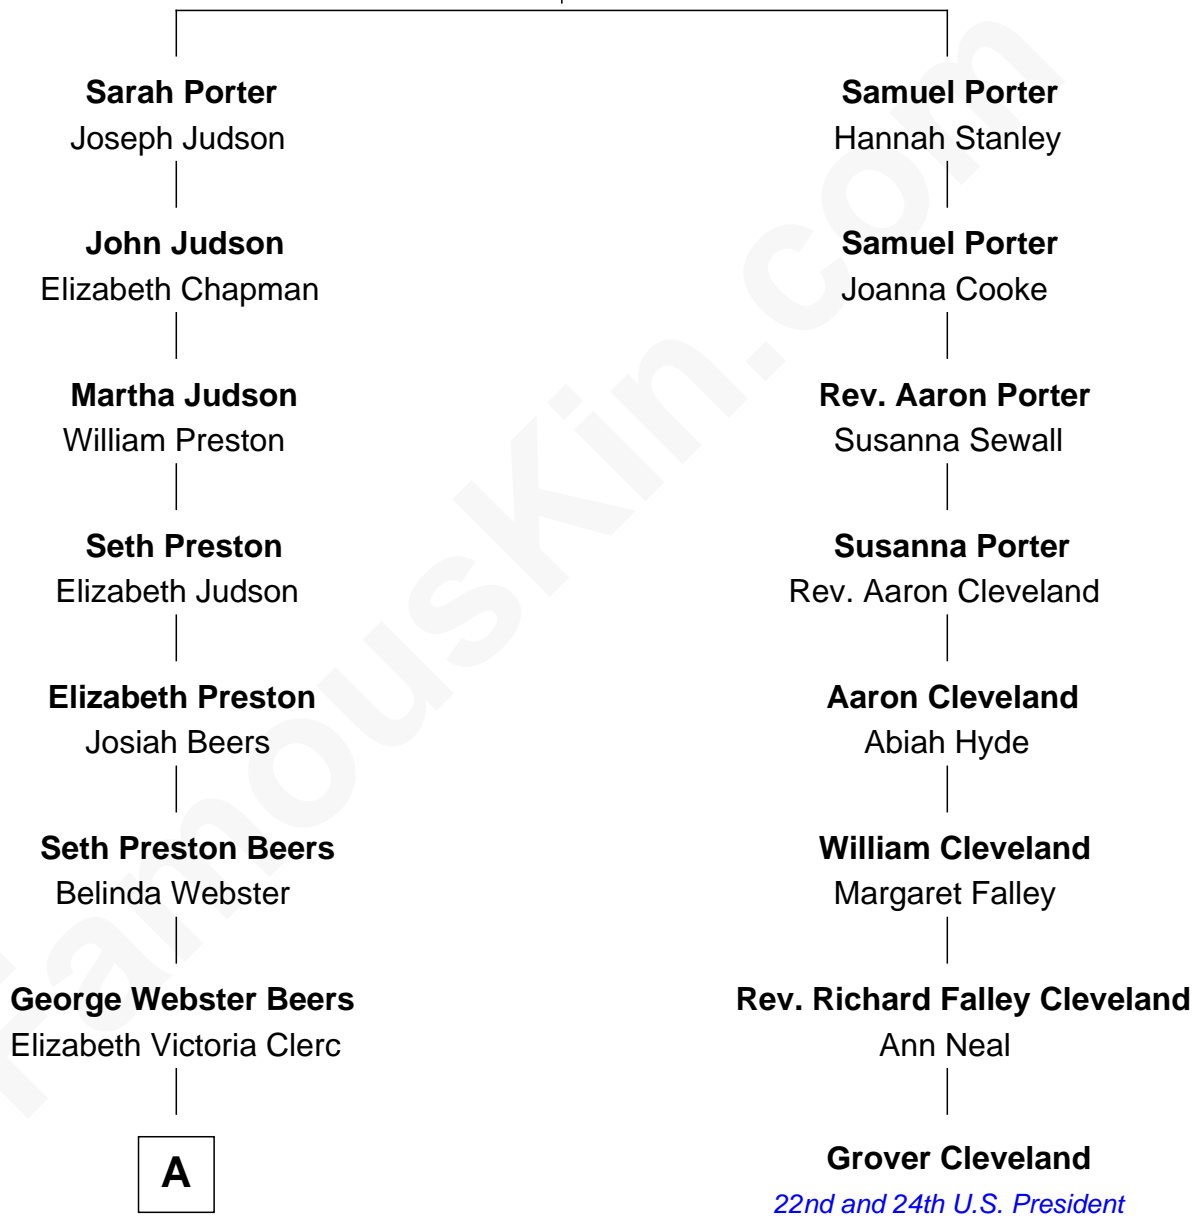 Sarah Porter
Joseph Judson
John Judson
Elizabeth Chapman
Martha Judson
William Preston
Seth Preston
Elizabeth Judson
Elizabeth Preston
Josiah Beers
Seth Preston Beers
Belinda Webster
George Webster Beers
Elizabeth Victoria Clerc
A
Samuel Porter
Hannah Stanley
Samuel Porter
Joanna Cooke
Rev. Aaron Porter
Susanna Sewall
Susanna Porter
Rev. Aaron Cleveland
Aaron Cleveland
Abiah Hyde
William Cleveland
Margaret Falley
Rev. Richard Falley Cleveland
Ann Neal
Grover Cleveland
22nd and 24th U.S. President
FamousKin.com